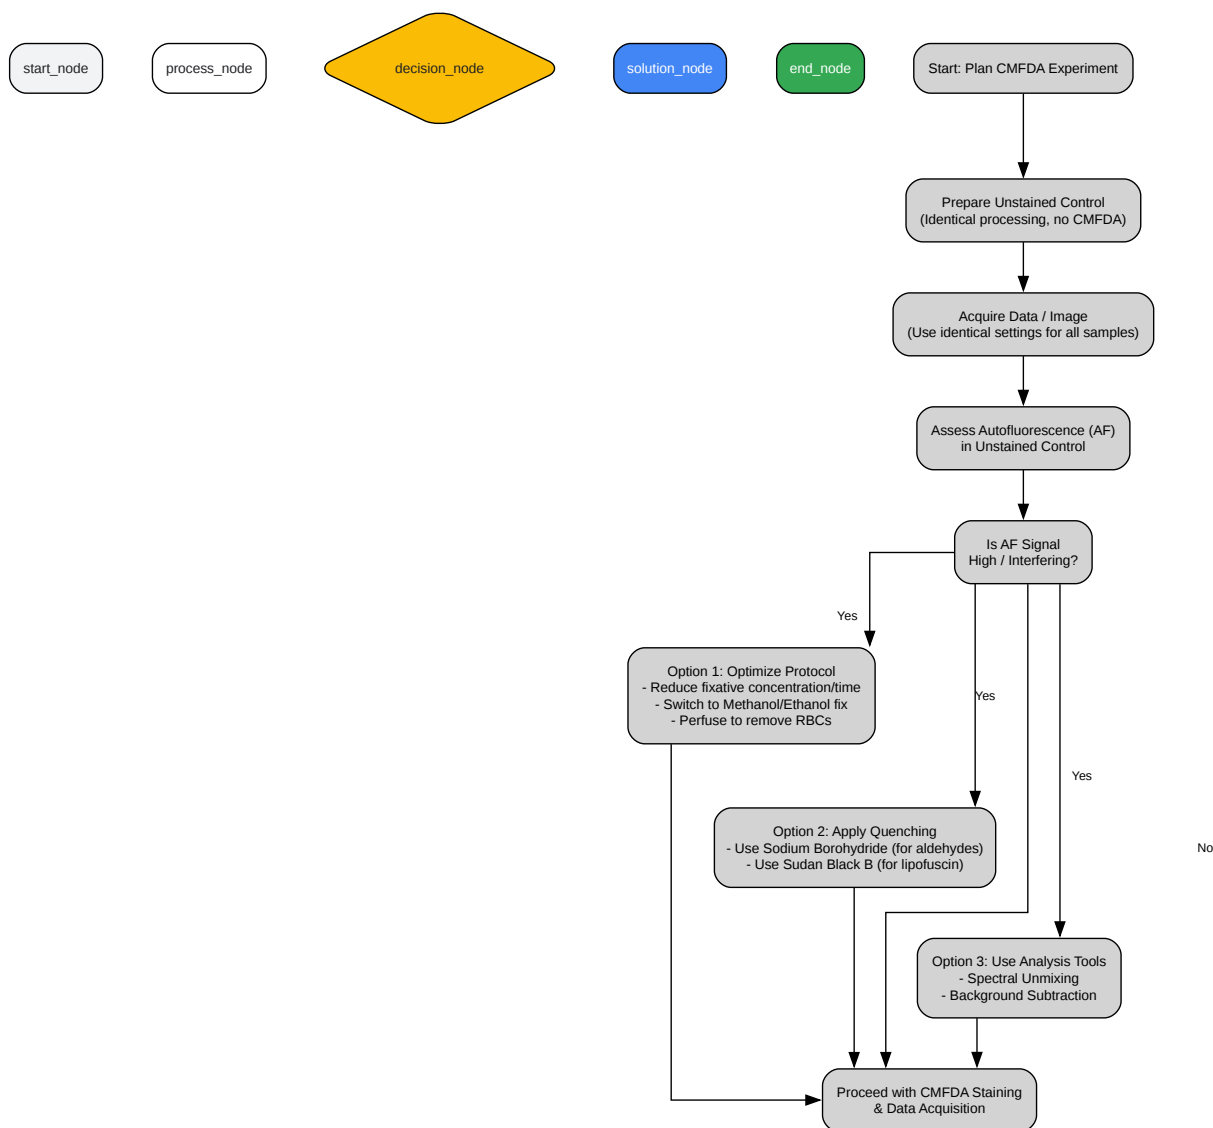 start_node
process_node
decision_node
solution_node
end_node
Start: Plan CMFDA Experiment
Prepare Unstained Control
(Identical processing, no CMFDA)
Acquire Data / Image
(Use identical settings for all samples)
Assess Autofluorescence (AF)
in Unstained Control
Is AF Signal
High / Interfering?
Yes
Option 1: Optimize Protocol
- Reduce fixative concentration/time
- Switch to Methanol/Ethanol fix
- Perfuse to remove RBCs
Yes
Yes
Option 2: Apply Quenching
- Use Sodium Borohydride (for aldehydes)
- Use Sudan Black B (for lipofuscin)
No
Option 3: Use Analysis Tools
- Spectral Unmixing
- Background Subtraction
Proceed with CMFDA Staining
& Data Acquisition